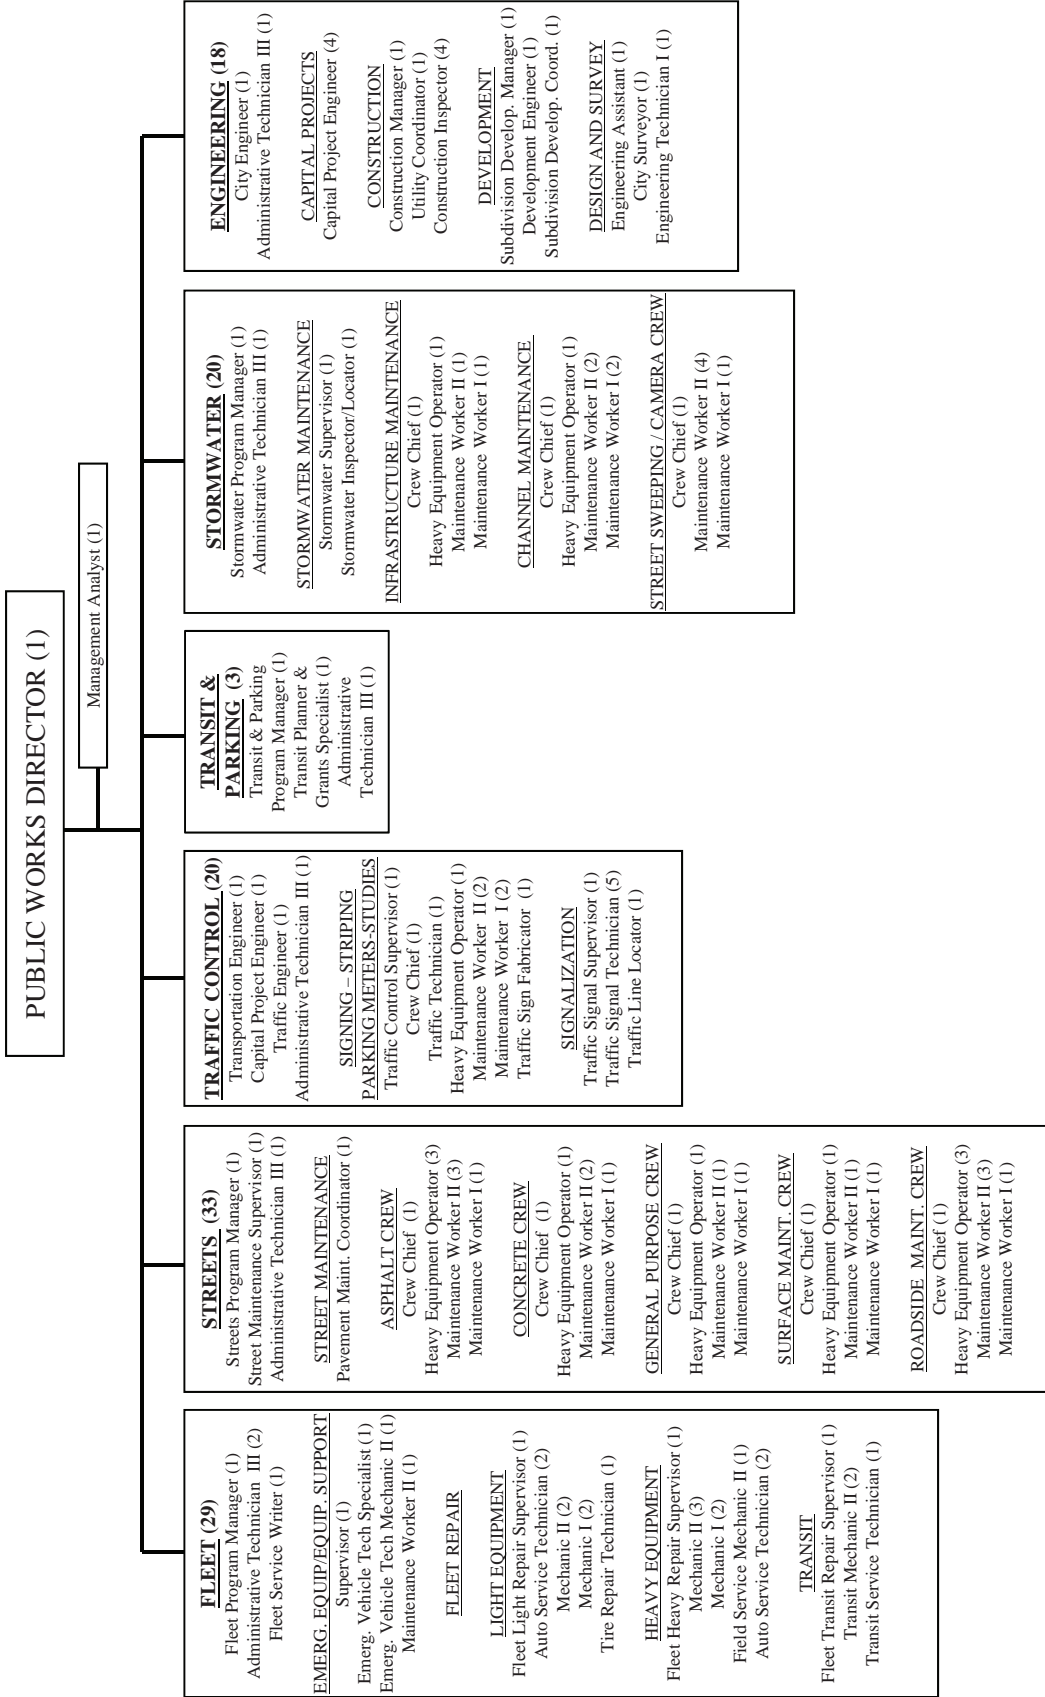 PUBLIC WORKS DIRECTOR (1)
Management Analyst (1)
FLEET (29)
Fleet Program Manager (1)
Administrative Technician III (2)
Fleet Service Writer (1)
EMERG. EQUIP/EQUIP. SUPPORT
Supervisor (1)
Emerg. Vehicle Tech Specialist (1)
Emerg. Vehicle Tech Mechanic II (1)
Maintenance Worker II (1)
FLEET REPAIR
LIGHT EQUIPMENT
Fleet Light Repair Supervisor (1)
Auto Service Technician (2)
Mechanic II (2)
Mechanic I (2)
Tire Repair Technician (1)
HEAVY EQUIPMENT
Fleet Heavy Repair Supervisor (1)
Mechanic II (3)
Mechanic I (2)
Field Service Mechanic II (1)
Auto Service Technician (2)
TRANSIT
Fleet Transit Repair Supervisor (1)
Transit Mechanic II (2)
Transit Service Technician (1)
STREETS (33)
Streets Program Manager (1)
Street Maintenance Supervisor (1)
Administrative Technician III (1)
STREET MAINTENANCE
Pavement Maint. Coordinator (1)
ASPHALT CREW
Crew Chief (1)
Heavy Equipment Operator (3)
Maintenance Worker II (3)
Maintenance Worker I (1)
CONCRETE CREW
Crew Chief (1)
Heavy Equipment Operator (1)
Maintenance Worker II (2)
Maintenance Worker I (1)
GENERAL PURPOSE CREW
Crew Chief (1)
Heavy Equipment Operator (1)
Maintenance Worker II (1)
Maintenance Worker I (1)
SURFACE MAINT. CREW
Crew Chief (1)
Heavy Equipment Operator (1)
Maintenance Worker II (1)
Maintenance Worker I (1)
ROADSIDE MAINT. CREW
Crew Chief (1)
Heavy Equipment Operator (3)
Maintenance Worker II (3)
Maintenance Worker I (1)
TRAFFIC CONTROL (20)
Transportation Engineer (1)
Capital Project Engineer (1)
Traffic Engineer (1)
Administrative Technician III (1)
SIGNING – STRIPING
PARKING METERS-STUDIES
Traffic Control Supervisor (1)
Crew Chief (1)
Traffic Technician (1)
Heavy Equipment Operator (1)
Maintenance Worker II (2)
Maintenance Worker I (2)
Traffic Sign Fabricator (1)
SIGNALIZATION
Traffic Signal Supervisor (1)
Traffic Signal Technician (5)
Traffic Line Locator (1)
TRANSIT &
PARKING (3)
Transit & Parking
Program Manager (1)
Transit Planner &
Grants Specialist (1)
Administrative
Technician III (1)
STORMWATER (20)
Stormwater Program Manager (1)
Administrative Technician III (1)
STORMWATER MAINTENANCE
Stormwater Supervisor (1)
Stormwater Inspector/Locator (1)
INFRASTRUCTURE MAINTENANCE
Crew Chief (1)
Heavy Equipment Operator (1)
Maintenance Worker II (1)
Maintenance Worker I (1)
CHANNEL MAINTENANCE
Crew Chief (1)
Heavy Equipment Operator (1)
Maintenance Worker II (2)
Maintenance Worker I (2)
STREET SWEEPING / CAMERA CREW
Crew Chief (1)
Maintenance Worker II (4)
Maintenance Worker I (1)
ENGINEERING (18)
City Engineer (1)
Administrative Technician III (1)
CAPITAL PROJECTS
Capital Project Engineer (4)
CONSTRUCTION
Construction Manager (1)
Utility Coordinator (1)
Construction Inspector (4)
DEVELOPMENT
Subdivision Develop. Manager (1)
Development Engineer (1)
Subdivision Develop. Coord. (1)
DESIGN AND SURVEY
Engineering Assistant (1)
City Surveyor (1)
Engineering Technician I (1)